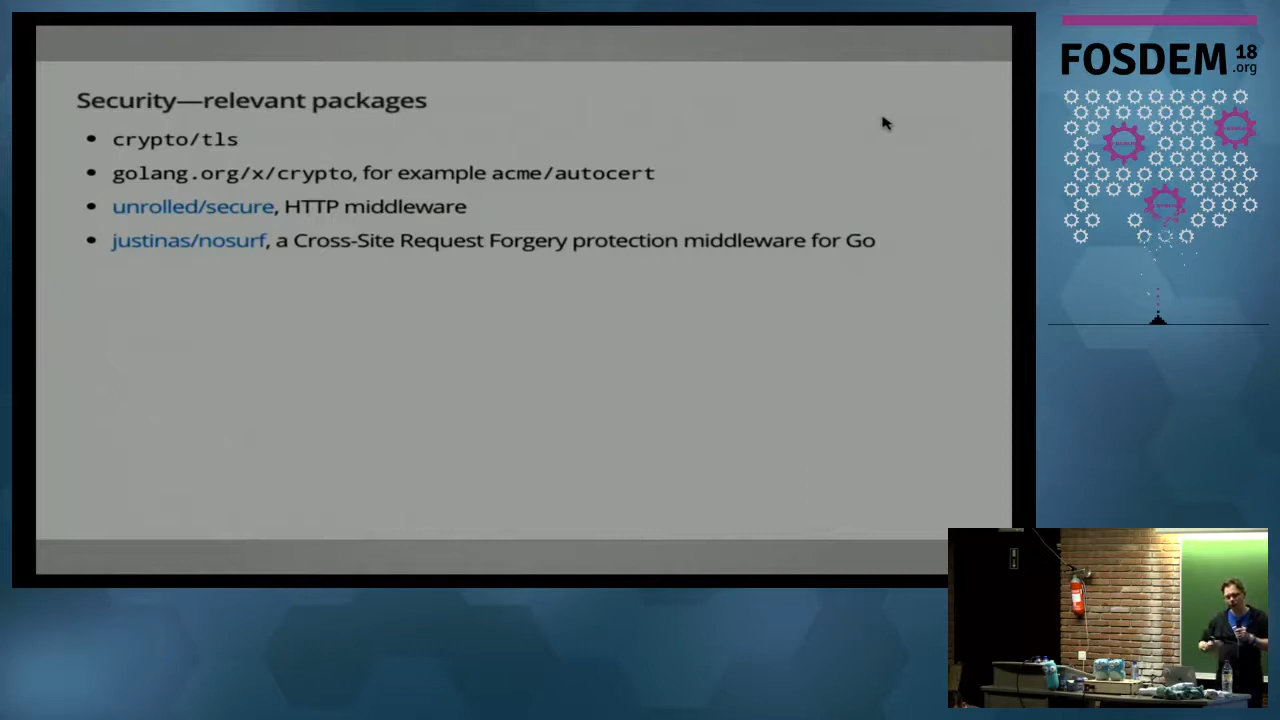 Security—relevant packages
• crypto/tls
• golang.org/x/crypto, for example acme/autocert
• unrolled/secure, HTTP middleware
• justinas/nosurf, a Cross-Site Request Forgery protection middleware for Go
FOSDEM 18
.org